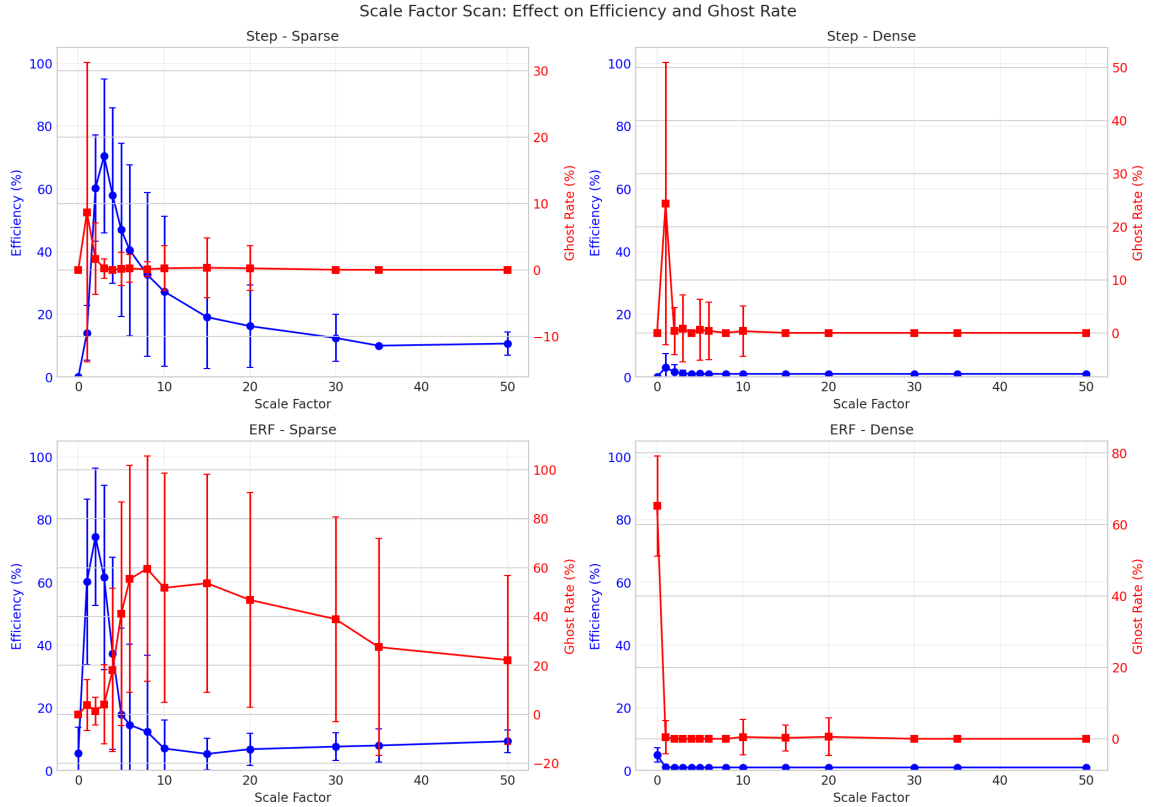 Scale Factor Scan: Effect on Efficiency and Ghost Rate
Step - Sparse
100
80
60
40
20
0
Efficiency (%)
30
20
10
0
−10
Ghost Rate (%)
0 10 20 30 40 50
Scale Factor
Step - Dense
100
80
60
40
20
0
Efficiency (%)
50
40
30
20
10
0
Ghost Rate (%)
0 10 20 30 40 50
Scale Factor
ERF - Sparse
100
80
60
40
20
0
Efficiency (%)
100
80
60
40
20
0
−20
Ghost Rate (%)
0 10 20 30 40 50
Scale Factor
ERF - Dense
100
80
60
40
20
0
Efficiency (%)
80
60
40
20
0
Ghost Rate (%)
0 10 20 30 40 50
Scale Factor